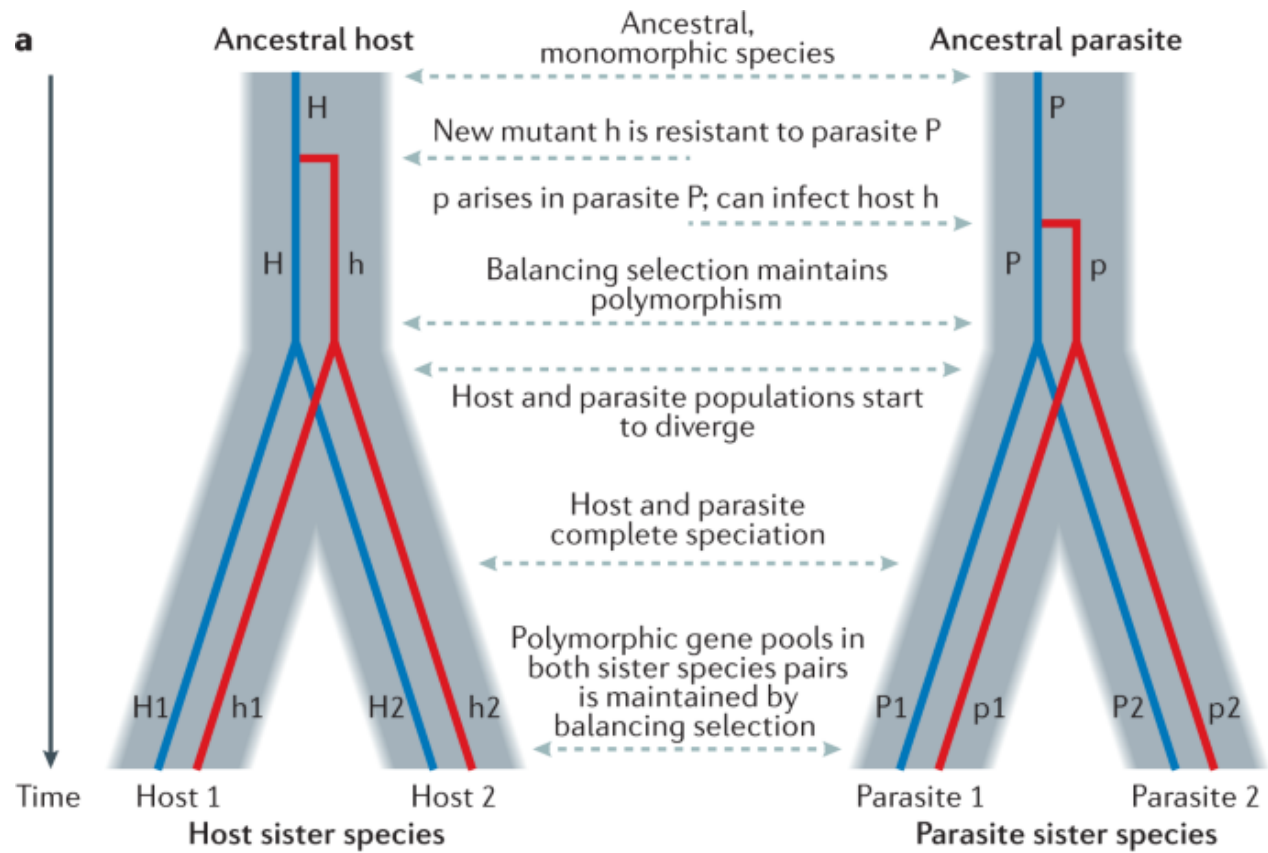 a
Ancestral host
Ancestral,
monomorphic species
Ancestral parasite
H
P
New mutant h is resistant to parasite P
p arises in parasite P; can infect host h
H
h
P
p
Balancing selection maintains
polymorphism
Host and parasite populations start
to diverge
Host and parasite
complete speciation
Polymorphic gene pools in
both sister species pairs
is maintained by
balancing selection
H1
h1
H2
h2
P1
p1
P2
p2
Time
Host 1
Host 2
Parasite 1
Parasite 2
Host sister species
Parasite sister species